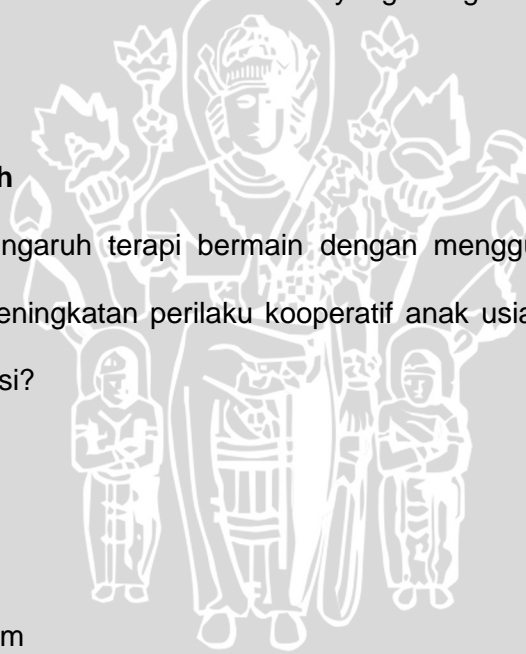 h
ngaruh terapi bermain dengan menggu
eningkatan perilaku kooperatif anak usia
si?
m